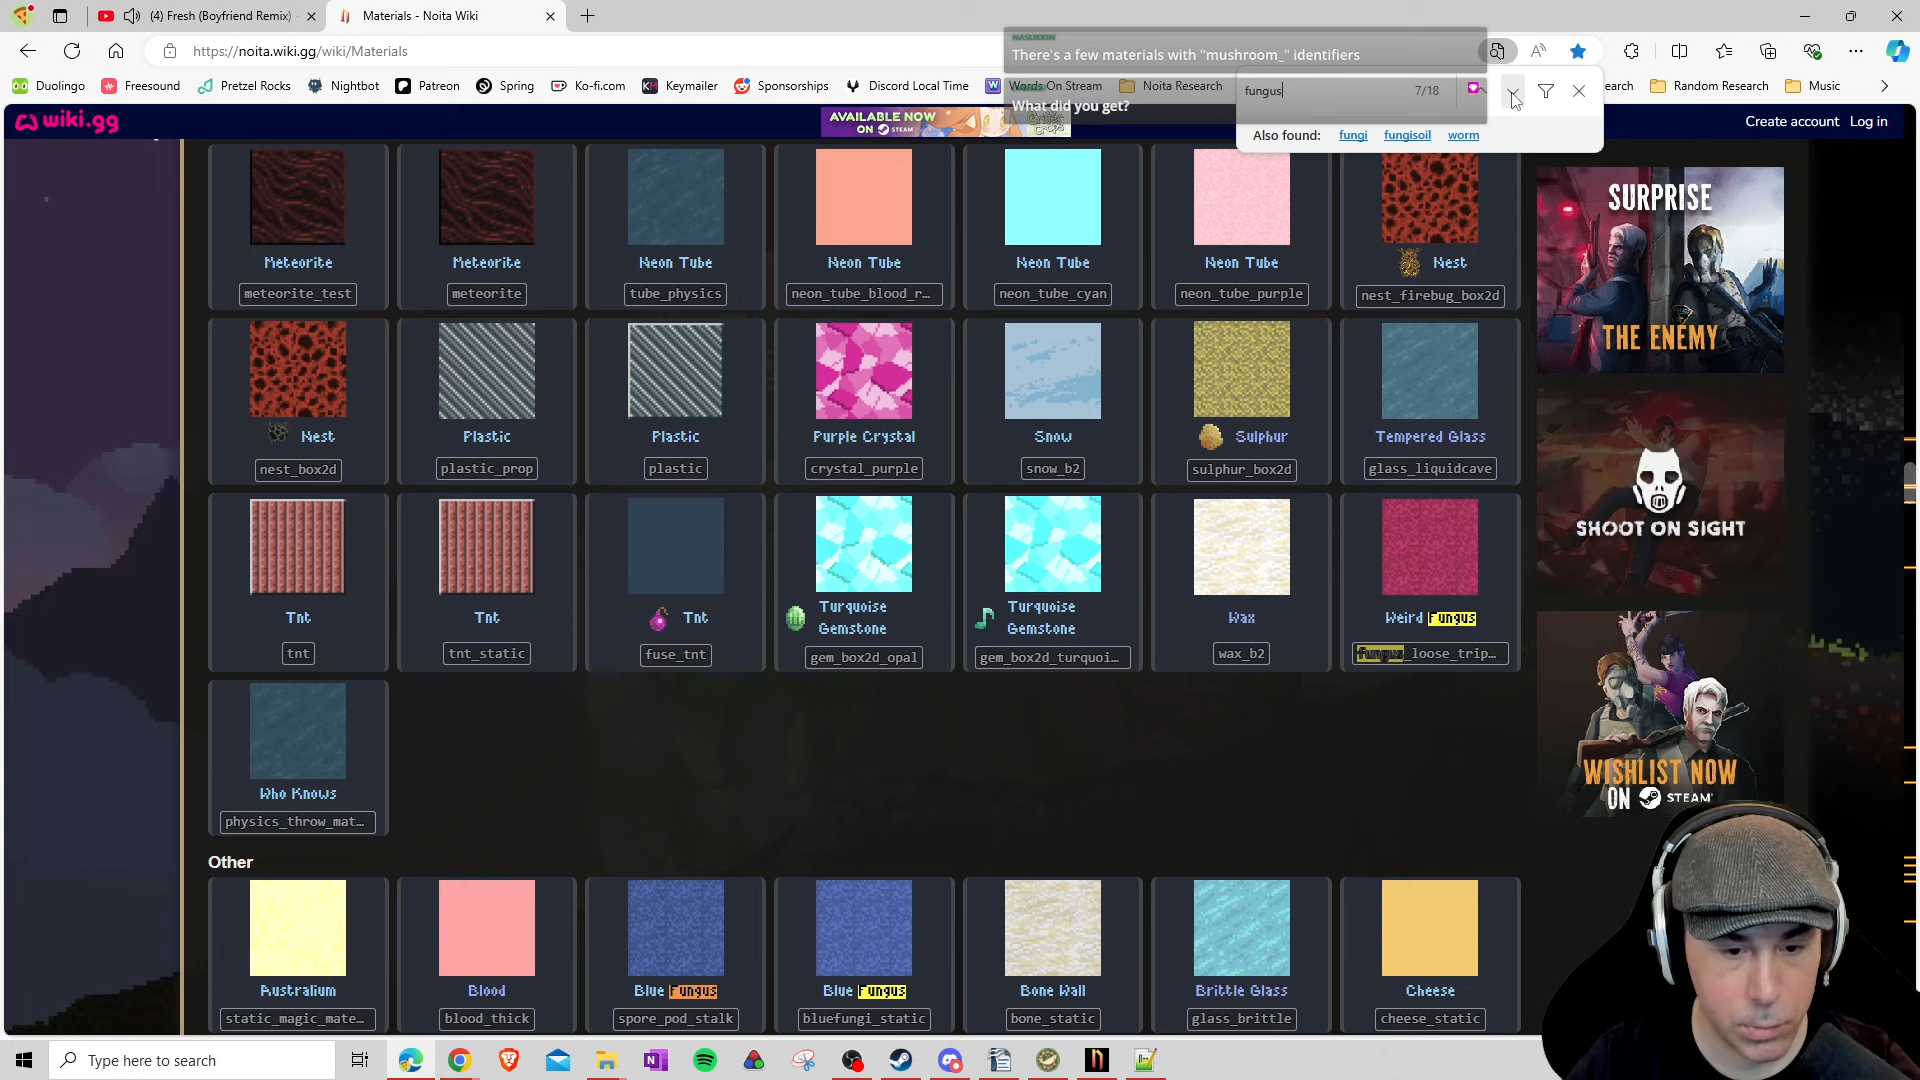 (4) Fresh (Boyfriend Remix)
Materials - Noita Wiki
https://noita.wiki.gg/wiki/Materials
NASUKKIN
There's a few materials with "mushroom_" identifiers
What did you get?
Duolingo
Freesound
Pretzel Rocks
Nightbot
Patreon
Spring
Ko-fi.com
Keymailer
Sponsorships
Discord Local Time
Wands On Stream
Noita Research
earch
Random Research
Music
fungus
7/18
Also found: fungi fungisoil worm
wiki.gg
AVAILABLE NOW
ON STEAM
Create account Log in
Meteorite
Meteorite
Neon Tube
Neon Tube
Neon Tube
Neon Tube
Nest
meteorite_test
meteorite
tube_physics
neon_tube_blood_r...
neon_tube_cyan
neon_tube_purple
nest_firebug_box2d
Nest
Plastic
Plastic
Purple Crystal
Snow
Sulphur
Tempered Glass
nest_box2d
plastic_prop
plastic
crystal_purple
snow_b2
sulphur_box2d
glass_liquidcave
Tnt
Tnt
Tnt
Turquoise
Gemstone
Turquoise
Gemstone
Wax
Weird Fungus
tnt
tnt_static
fuse_tnt
gem_box2d_opal
gem_box2d_turquoi...
wax_b2
fungus_loose_trip...
Who Knows
physics_throw_mat...
Other
Australium
Blood
Blue Fungus
Blue Fungus
Bone Wall
Brittle Glass
Cheese
static_magic_mate...
blood_thick
spore_pod_stalk
bluefungi_static
bone_static
glass_brittle
cheese_static
SURPRISE
THE ENEMY
SHOOT ON SIGHT
WISHLIST NOW
ON STEAM
Type here to search